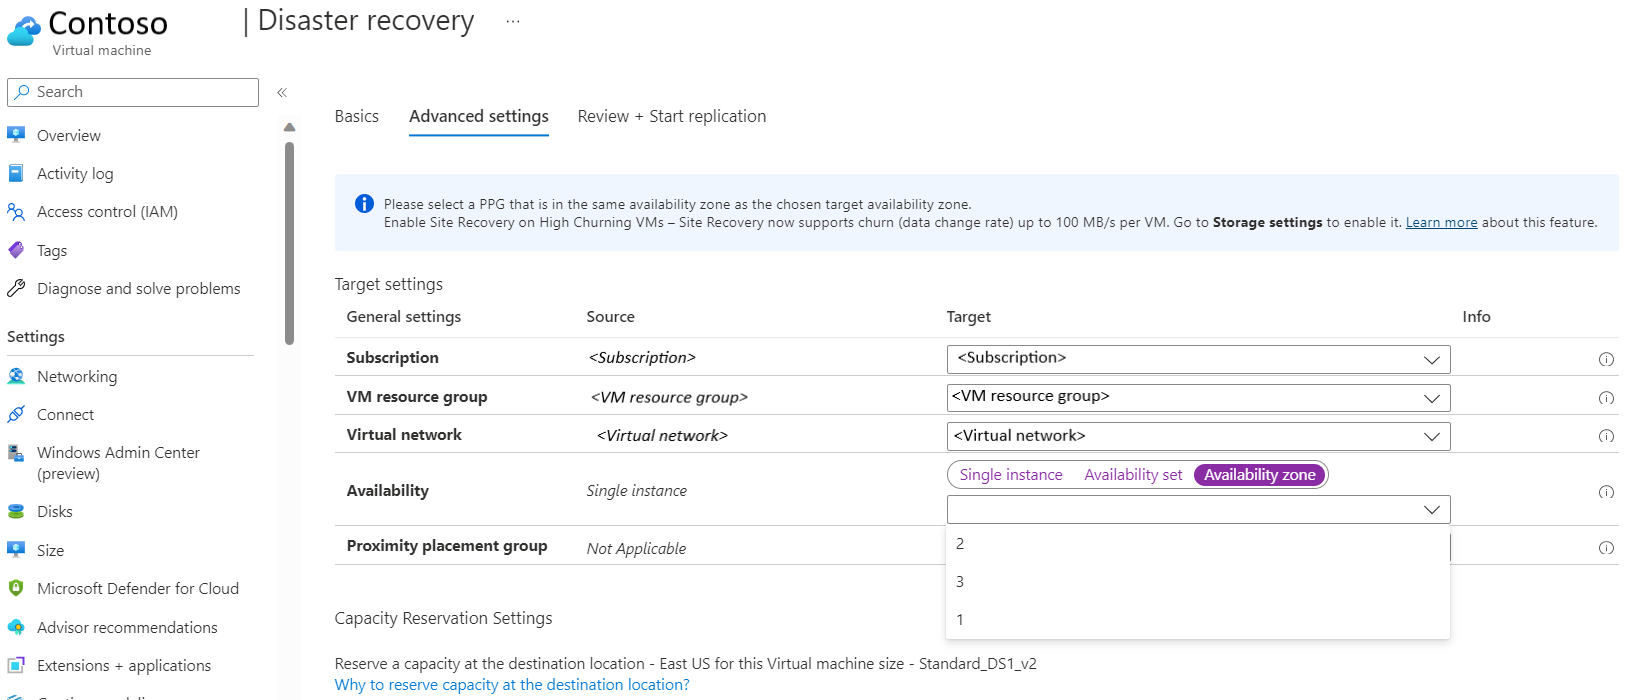 Contoso
Virtual machine
| Disaster recovery ...
Search
«
Overview
Activity log
Access control (IAM)
Tags
Diagnose and solve problems
Settings
Networking
Connect
Windows Admin Center
(preview)
Disks
Size
Microsoft Defender for Cloud
Advisor recommendations
Extensions + applications
Basics Advanced settings Review + Start replication
Please select a PPG that is in the same availability zone as the chosen target availability zone.
Enable Site Recovery on High Churning VMs – Site Recovery now supports churn (data change rate) up to 100 MB/s per VM. Go to Storage settings to enable it. Learn more about this feature.
Target settings
General settings Source Target Info
Subscription <Subscription> <Subscription>
VM resource group <VM resource group> <VM resource group>
Virtual network <Virtual network> <Virtual network>
Availability Single instance Single instance Availability set Availability zone
Proximity placement group Not Applicable
2
3
1
Capacity Reservation Settings
Reserve a capacity at the destination location - East US for this Virtual machine size - Standard_DS1_v2
Why to reserve capacity at the destination location?